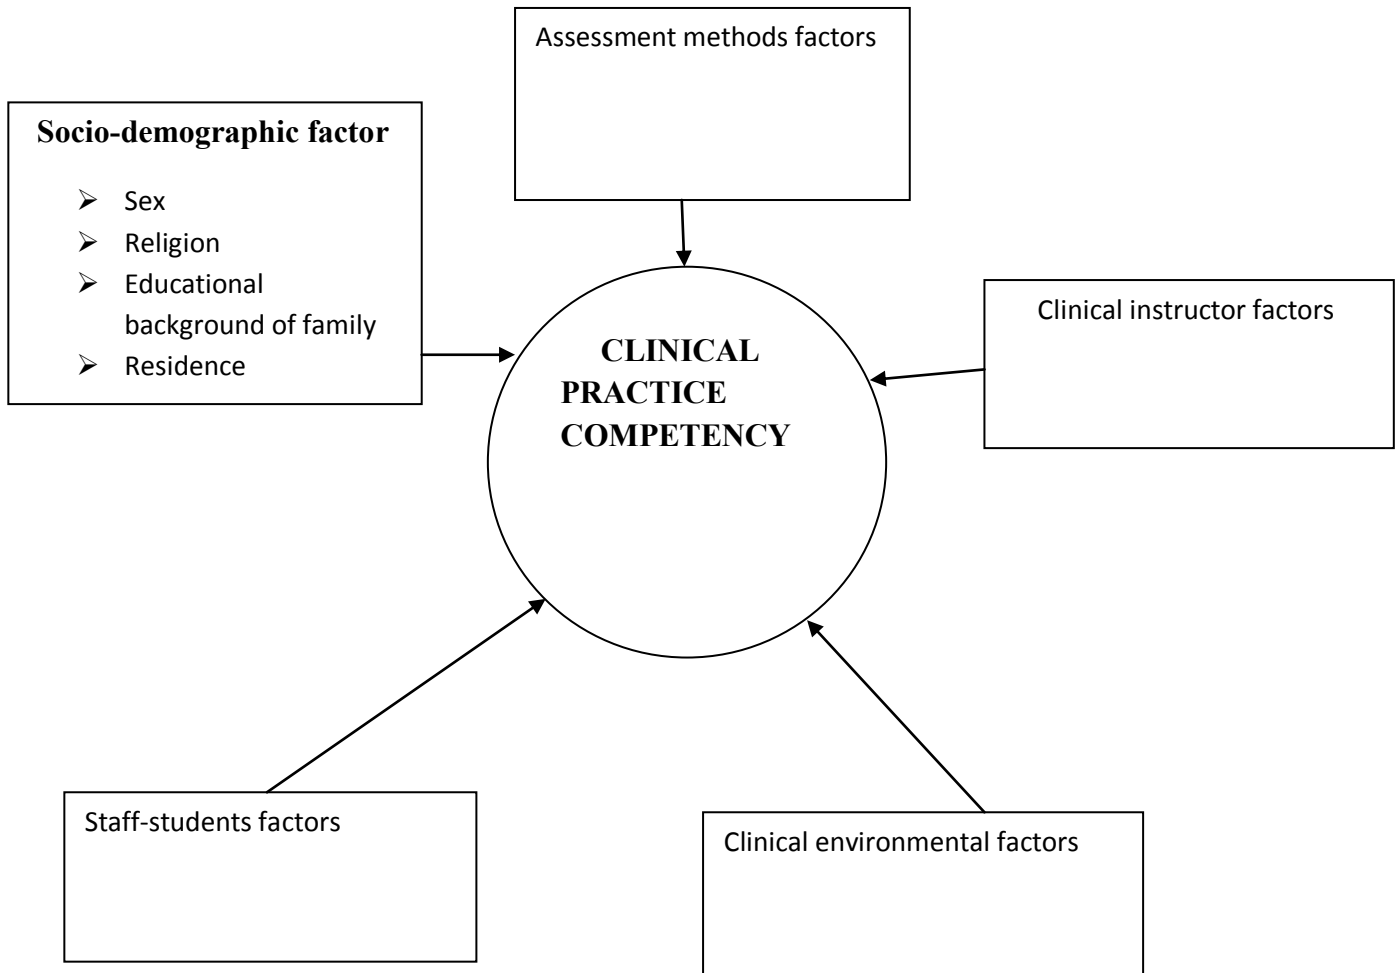 Assessment methods factors
Socio-demographic factor
➢ Sex
➢ Religion
➢ Educational
background of family
➢ Residence
Clinical instructor factors
CLINICAL
PRACTICE
COMPETENCY
Staff-students factors
Clinical environmental factors